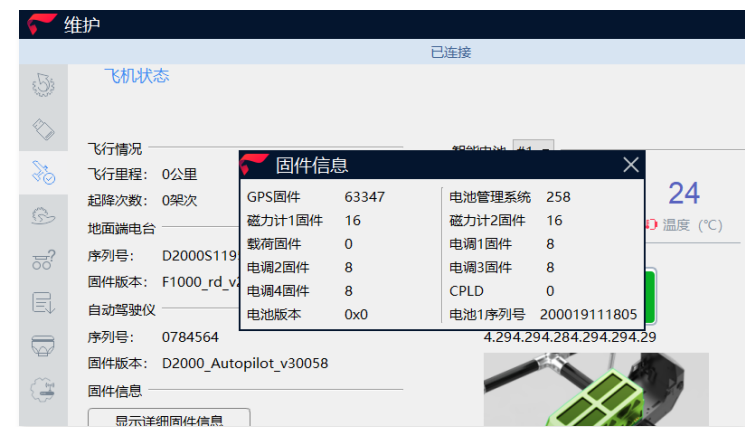 维护
已连接
飞机状态
飞行情况
飞行里程: 0公里
起降次数: 0架次
地面端电台
序列号: D2000S119
固件版本: F1000_rd_v
自动驾驶仪
序列号: 0784564
固件版本: D2000_Autopilot_v30058
固件信息
显示详细固件信息
智能电池 #1
24
温度 (℃)
固件信息
GPS固件 63347 电池管理系统 258
磁力计1固件 16 磁力计2固件 16
载荷固件 0 电调1固件 8
电调2固件 8 电调3固件 8
电调4固件 8 CPLD 0
电池版本 0x0 电池1序列号 200019111805
4.294.294.284.294.294.29